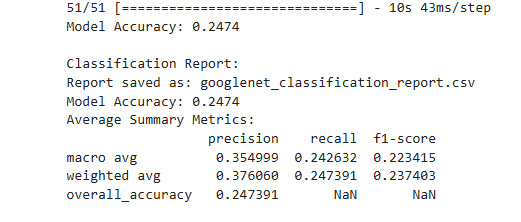 51/51 [==============================] - 10s 43ms/step
Model Accuracy: 0.2474
Classification Report:
Report saved as: googlenet_classification_report.csv
Model Accuracy: 0.2474
Average Summary Metrics:
precision recall f1-score
macro avg 0.354999 0.242632 0.223415
weighted avg 0.376060 0.247391 0.237403
overall_accuracy 0.247391 NaN NaN